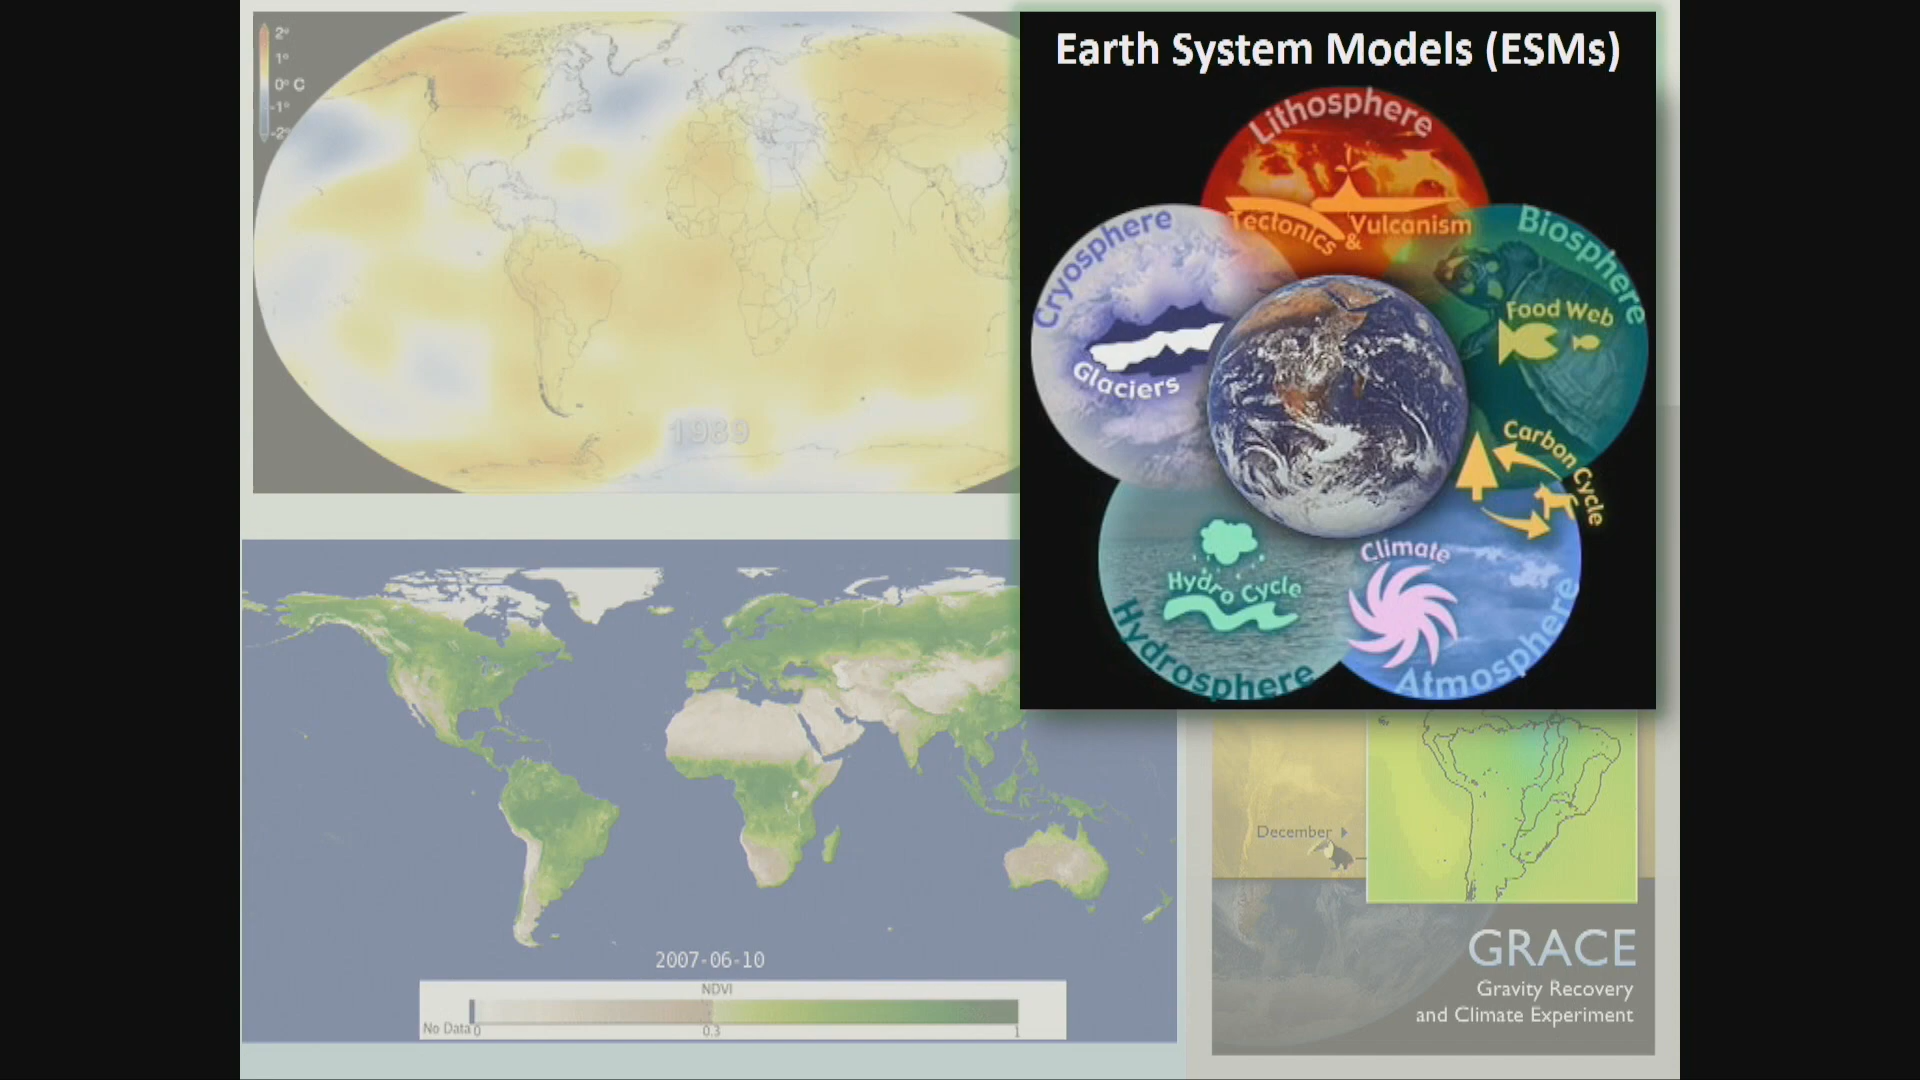 2°
1°
0° C
-1°
-2°
1989
Earth System Models (ESMs)
Lithosphere
Tectonics & Vulcanism
Cryosphere
Glaciers
Biosphere
Food Web
Carbon Cycle
Climate
Atmosphere
Hydro Cycle
Hydrosphere
2007-06-10
NDVI
No Data 0 0.3 1
December
GRACE
Gravity Recovery
and Climate Experiment